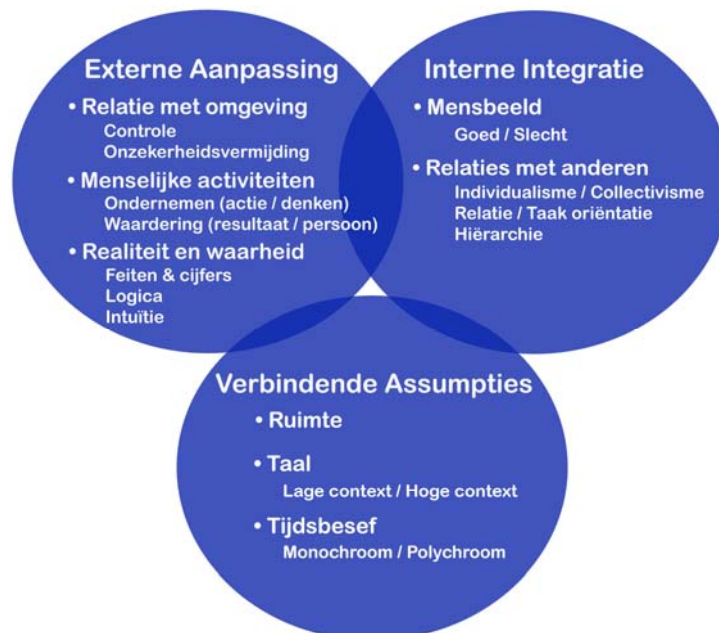 Externe Aanpassing
• Relatie met omgeving
Controle
Onzekerheidsvermijding
• Menselijke activiteiten
Ondernemen (actie / denken)
Waardering (resultaat / persoon)
• Realiteit en waarheid
Feiten & cijfers
Logica
Intuïtie
Interne Integratie
• Mensbeeld
Goed / Slecht
• Relaties met anderen
Individualisme / Collectivisme
Relatie / Taak oriëntatie
Hiërarchie
Verbindende Assumpties
• Ruimte
• Taal
Lage context / Hoge context
• Tijdsbesef
Monochroom / Polychroom